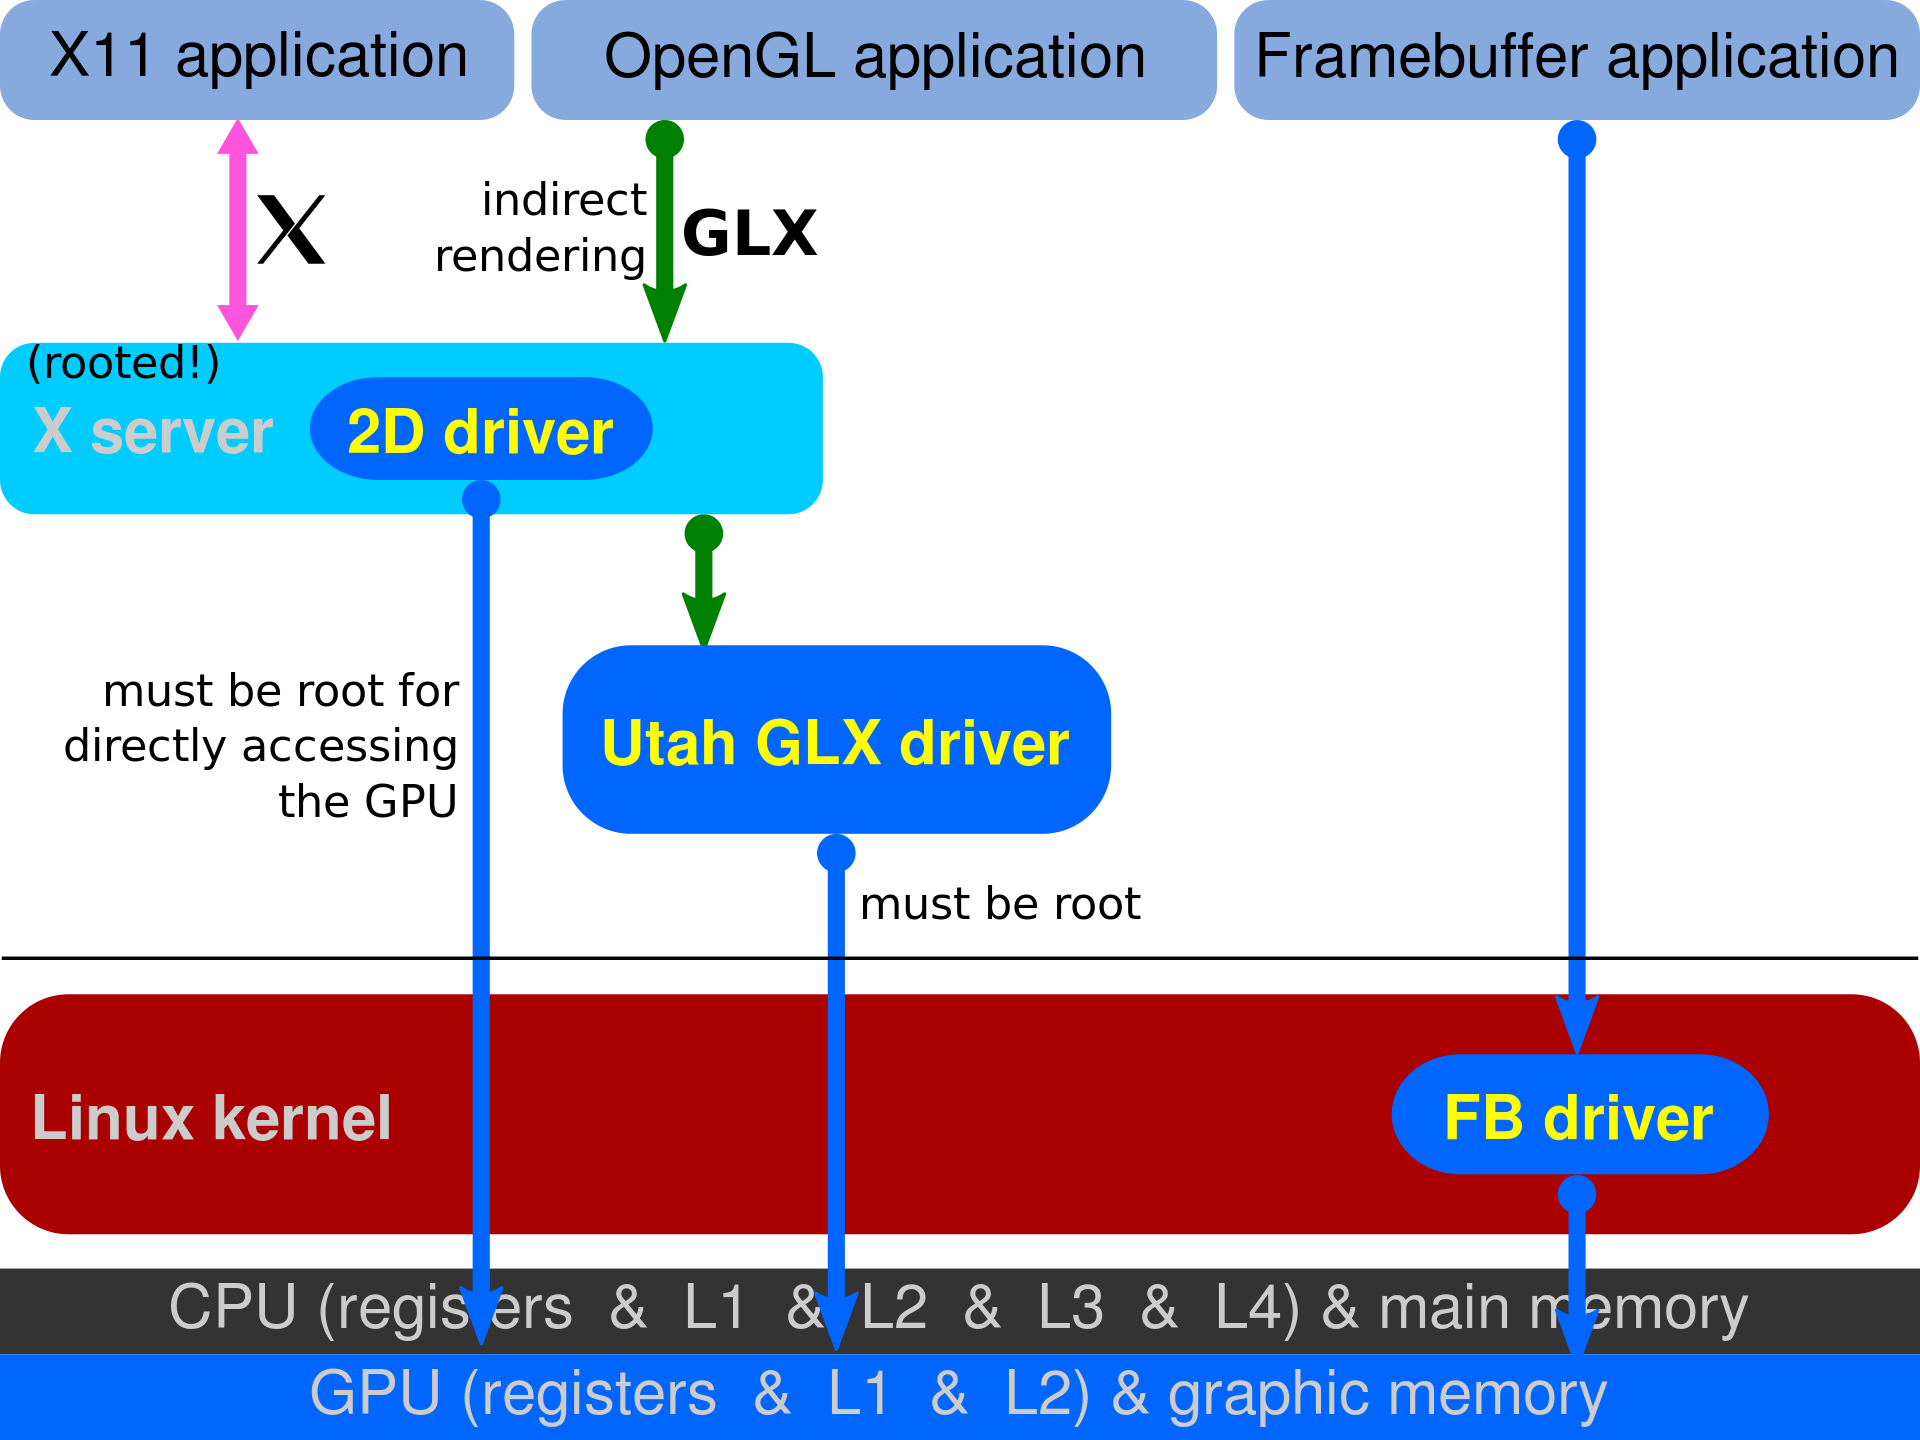 X11 application
OpenGL application
Framebuffer application
X
indirect
rendering
GLX
(rooted!)
X server
2D driver
must be root for
directly accessing
the GPU
Utah GLX driver
must be root
Linux kernel
FB driver
CPU (registers & L1 & L2 & L3 & L4) & main memory
GPU (registers & L1 & L2) & graphic memory